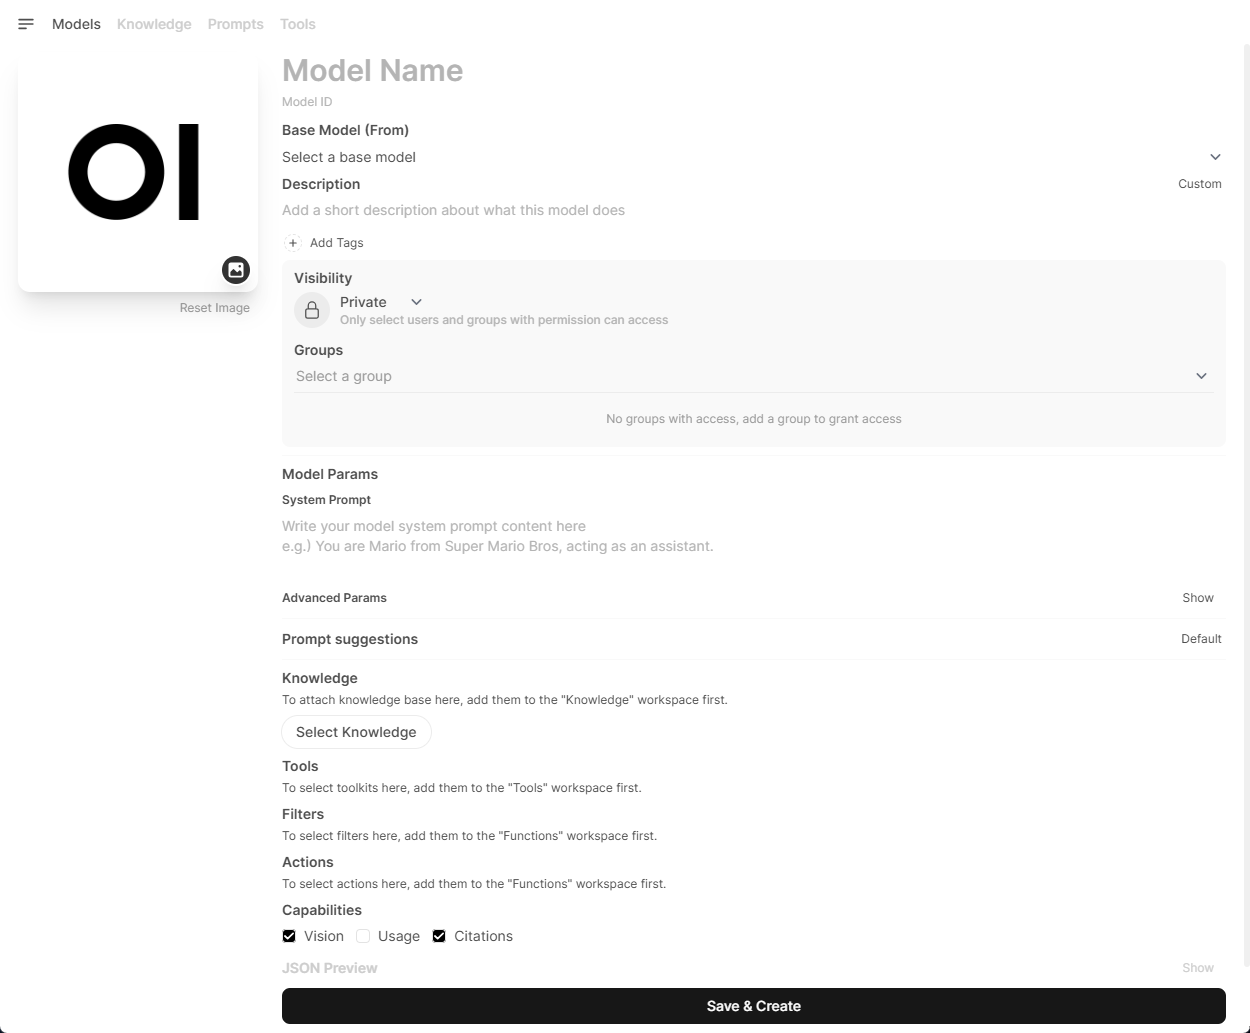 Models Knowledge Prompts Tools
OI
Reset Image
Model Name
Model ID
Base Model (From)
Select a base model
Description Custom
Add a short description about what this model does
+ Add Tags
Visibility
Private
Only select users and groups with permission can access
Groups
Select a group
No groups with access, add a group to grant access
Model Params
System Prompt
Write your model system prompt content here
e.g.) You are Mario from Super Mario Bros, acting as an assistant.
Advanced Params Show
Prompt suggestions Default
Knowledge
To attach knowledge base here, add them to the "Knowledge" workspace first.
Select Knowledge
Tools
To select toolkits here, add them to the "Tools" workspace first.
Filters
To select filters here, add them to the "Functions" workspace first.
Actions
To select actions here, add them to the "Functions" workspace first.
Capabilities
Vision Usage Citations
JSON Preview Show
Save & Create